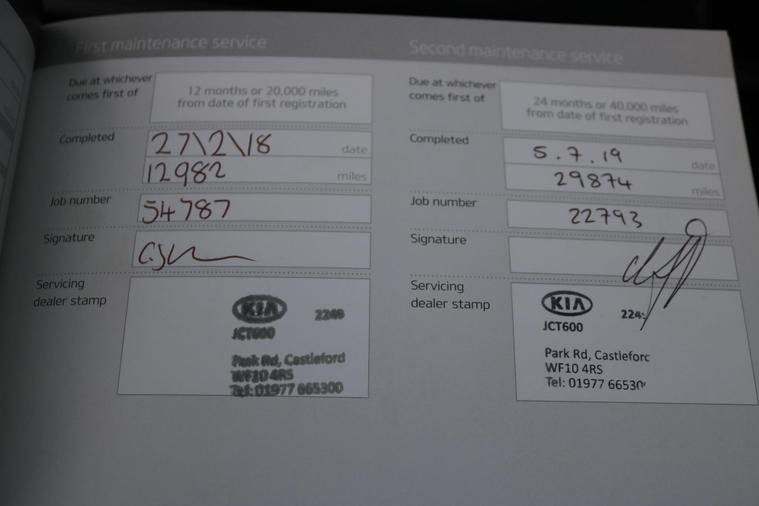 First maintenance service
Due at whichever
comes first of
12 months or 20,000 miles
from date of first registration
Completed
27\2\18 date
12982 miles
Job number
54787
Signature
Servicing
dealer stamp
KIA 2248
JCT600
Park Rd, Castleford
WF10 4RS
Tel: 01977 665300
Second maintenance service
Due at whichever
comes first of
24 months or 40,000 miles
from date of first registration
Completed
5.7.19 date
29874 miles
Job number
22793
Signature
Servicing
dealer stamp
KIA 224
JCT600
Park Rd, Castleforc
WF10 4RS
Tel: 01977 66530